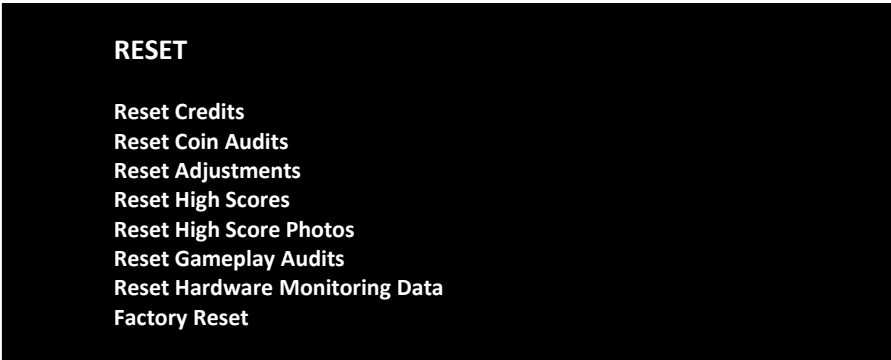 RESET
Reset Credits
Reset Coin Audits
Reset Adjustments
Reset High Scores
Reset High Score Photos
Reset Gameplay Audits
Reset Hardware Monitoring Data
Factory Reset